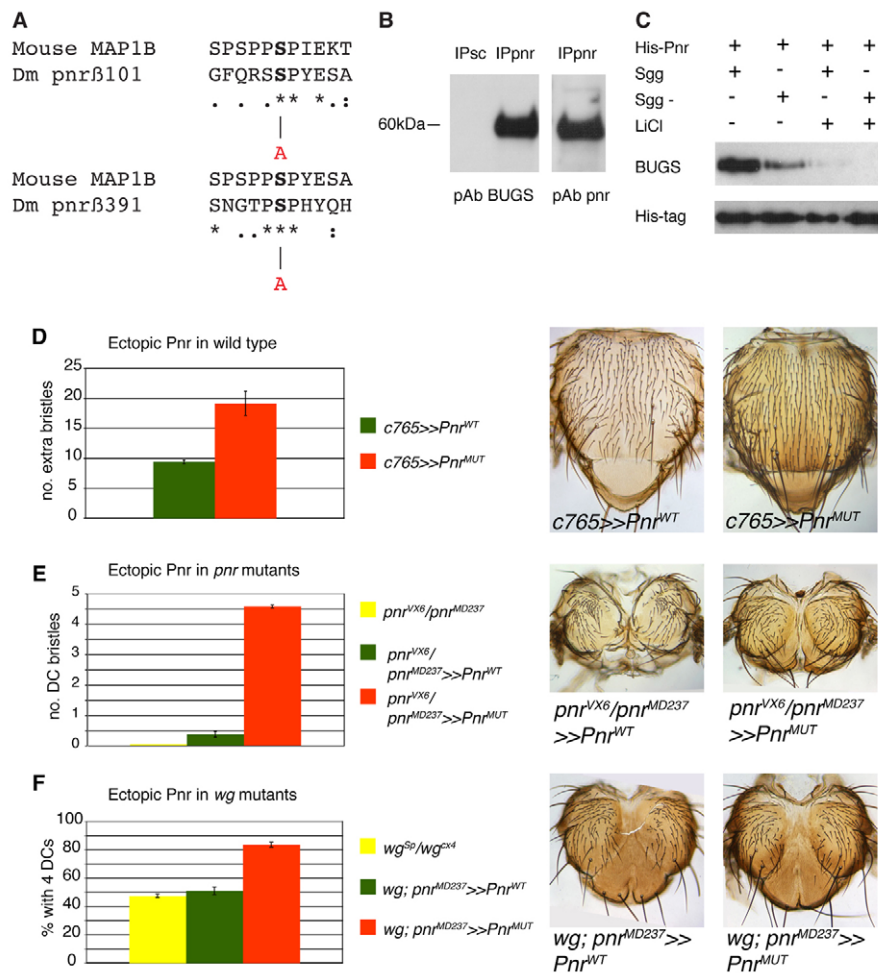 A
Mouse MAP1B SPSPPSPIEKT
Dm pnrß101 GFQRSSPYESA
. . .** *.:
A
Mouse MAP1B SPSPPSPYESA
Dm pnrß391 SNGTPSPHYQH
* ..*** :
A
B
IPsc IPpnr IPpnr
60kDa—
pAb BUGS pAb pnr
C
His-Pnr + + + +
Sgg + - + -
Sgg - - + - +
LiCl - - + +
BUGS
His-tag
D
Ectopic Pnr in wild type
no. extra bristles
25
20
15
10
5
0
c765>>PnrWT
c765>>PnrMUT
c765>>PnrWT
c765>>PnrMUT
E
Ectopic Pnr in pnr mutants
no. DC bristles
5
4
3
2
1
0
pnrVX6/pnrMD237
pnrVX6/
pnrMD237>>PnrWT
pnrVX6/
pnrMD237>>PnrMUT
pnrVX6/pnrMD237
>>PnrWT
pnrVX6/pnrMD237
>>PnrMUT
F
Ectopic Pnr in wg mutants
% with 4 DCs
100
80
60
40
20
0
wgSp/wgcx4
wg; pnrMD237>>PnrWT
wg; pnrMD237>>PnrMUT
wg; pnrMD237>>
PnrWT
wg; pnrMD237>>
PnrMUT